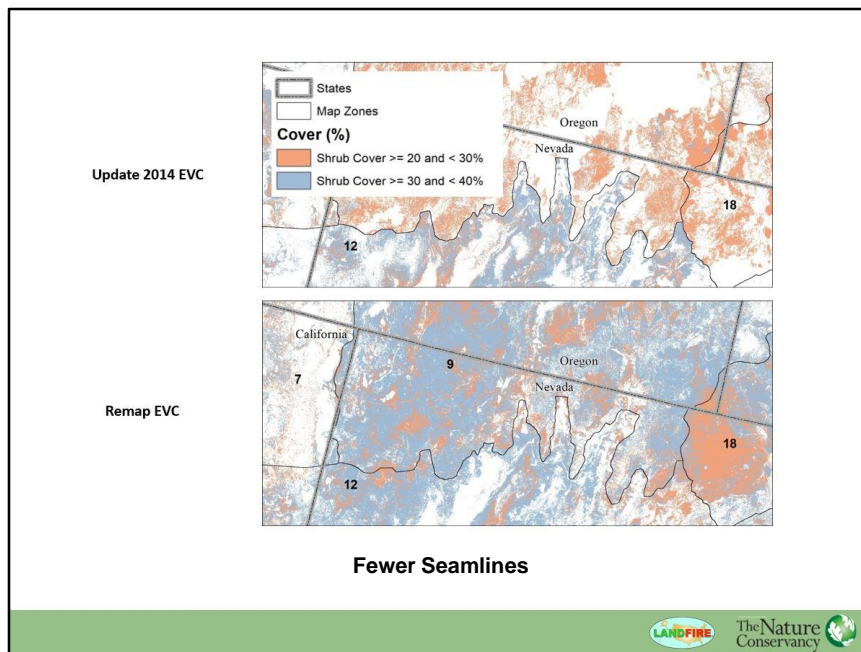 States
Map Zones
Cover (%)
Shrub Cover >= 20 and < 30%
Shrub Cover >= 30 and < 40%
Oregon
Nevada
18
12
Update 2014 EVC
California
7
9
Oregon
Nevada
18
12
Remap EVC
Fewer Seamlines
LANDFIRE
The Nature
Conservancy